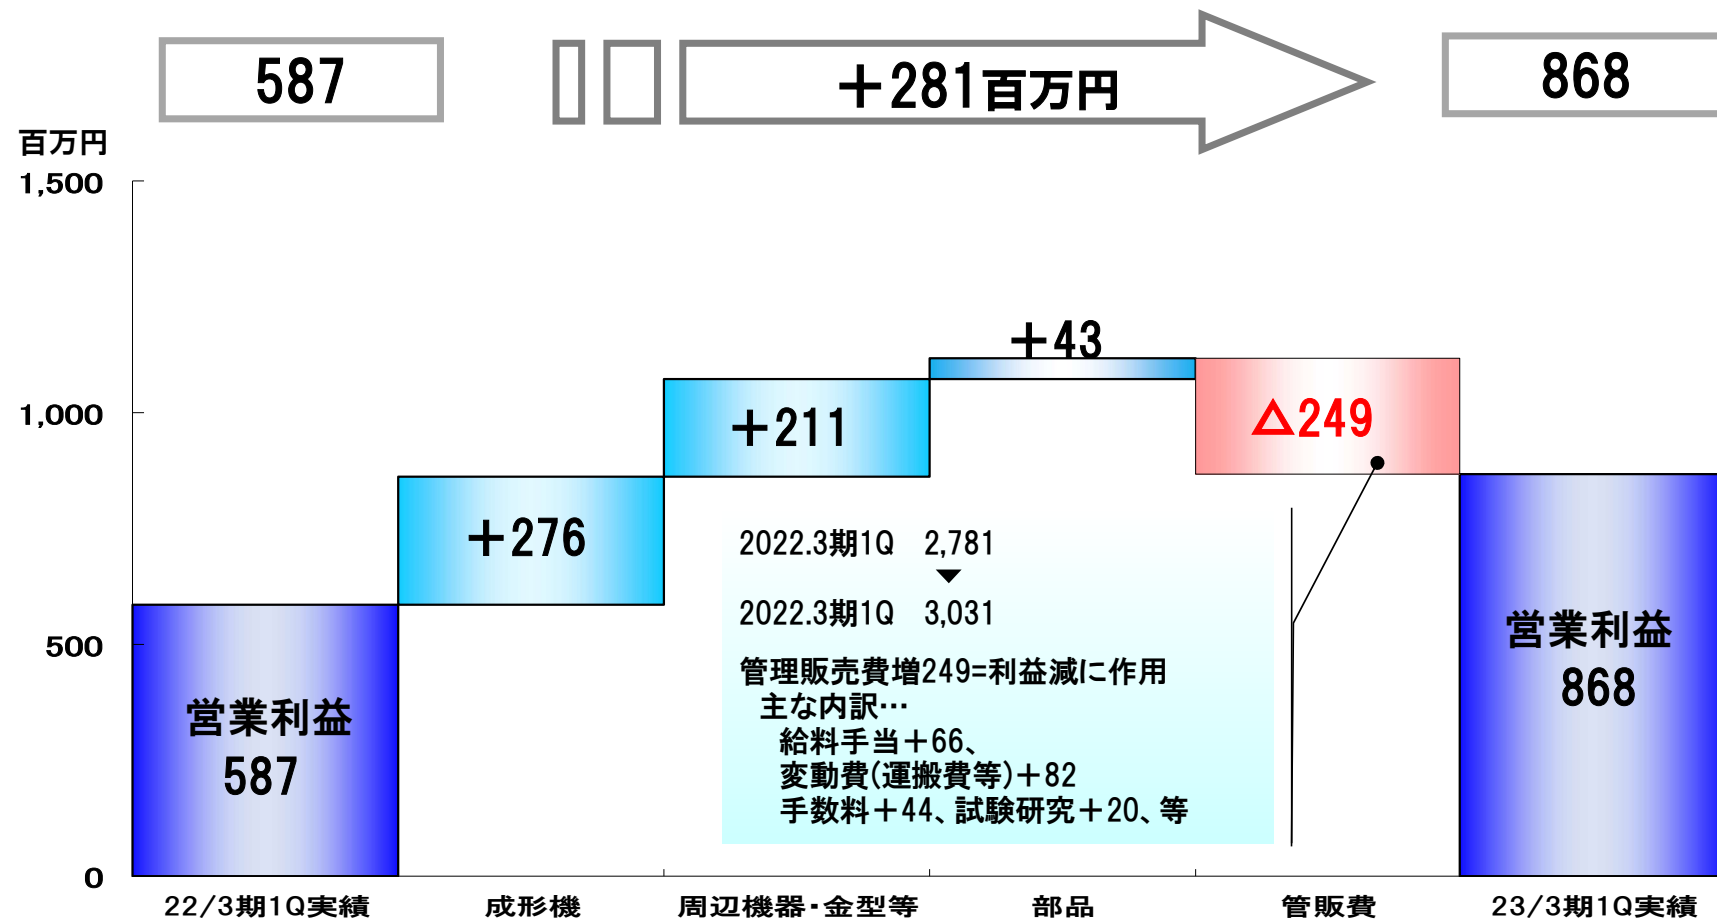 587
＋281百万円
868
百万円
1,500
1,000
500
0
＋43
＋211
△249
＋276
2022.3期1Q　2,781
▼
2022.3期1Q　3,031
管理販売費増249=利益減に作用
主な内訳…
給料手当＋66、
変動費(運搬費等)＋82
手数料＋44、試験研究＋20、等
営業利益
587
営業利益
868
22/3期1Q実績
成形機
周辺機器・金型等
部品
管販費
23/3期1Q実績